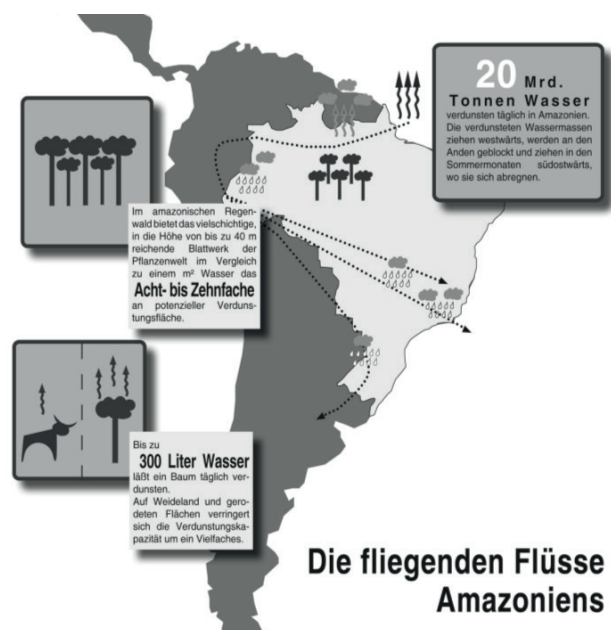 20 Mrd.
Tonnen Wasser
verdunsten täglich in Amazonien.
Die verdunsteten Wassermassen
ziehen westwärts, werden an den
Anden geblockt und ziehen in den
Sommermonaten südostwärts,
wo sie sich abregnen.
Im amazonischen Regen-
wald bietet das vielschichtige,
in die Höhe von bis zu 40 m
reichende Blattwerk der
Pflanzenwelt im Vergleich
zu einem m² Wasser das
Acht- bis Zehnfache
an potenzieller Verduns-
tungsfläche.
Bis zu
300 Liter Wasser
läßt ein Baum täglich ver-
dunsten.
Auf Weideland und gero-
deten Flächen verringert
sich die Verdunstungska-
pazität um ein Vielfaches.
Die fliegenden Flüsse
Amazoniens